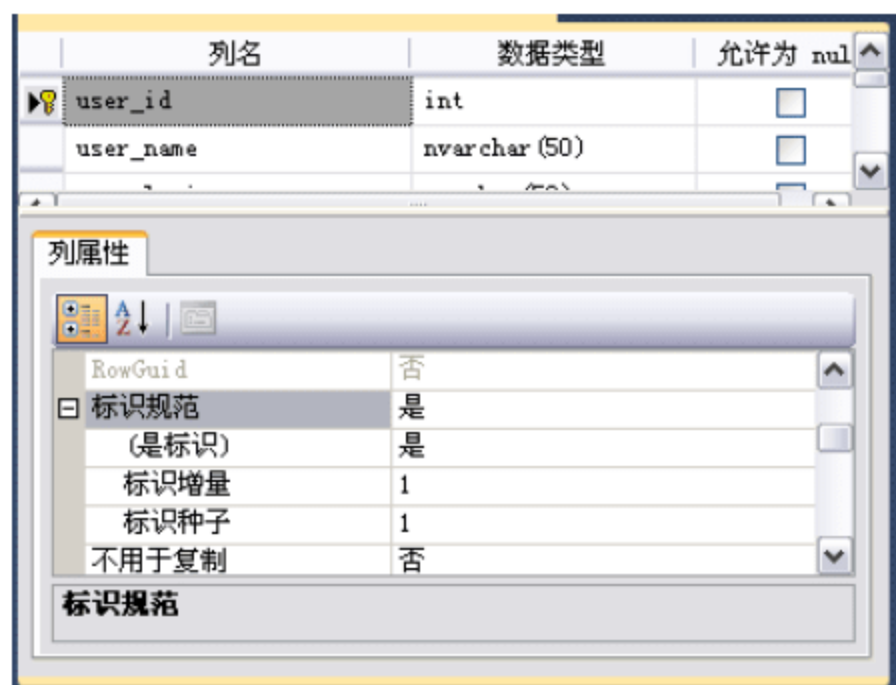 列名 数据类型 允许为 nul
user_id int
user_name nvarchar(50)
列属性
RowGuid 否
标识规范 是
(是标识) 是
标识增量 1
标识种子 1
不用于复制 否
标识规范